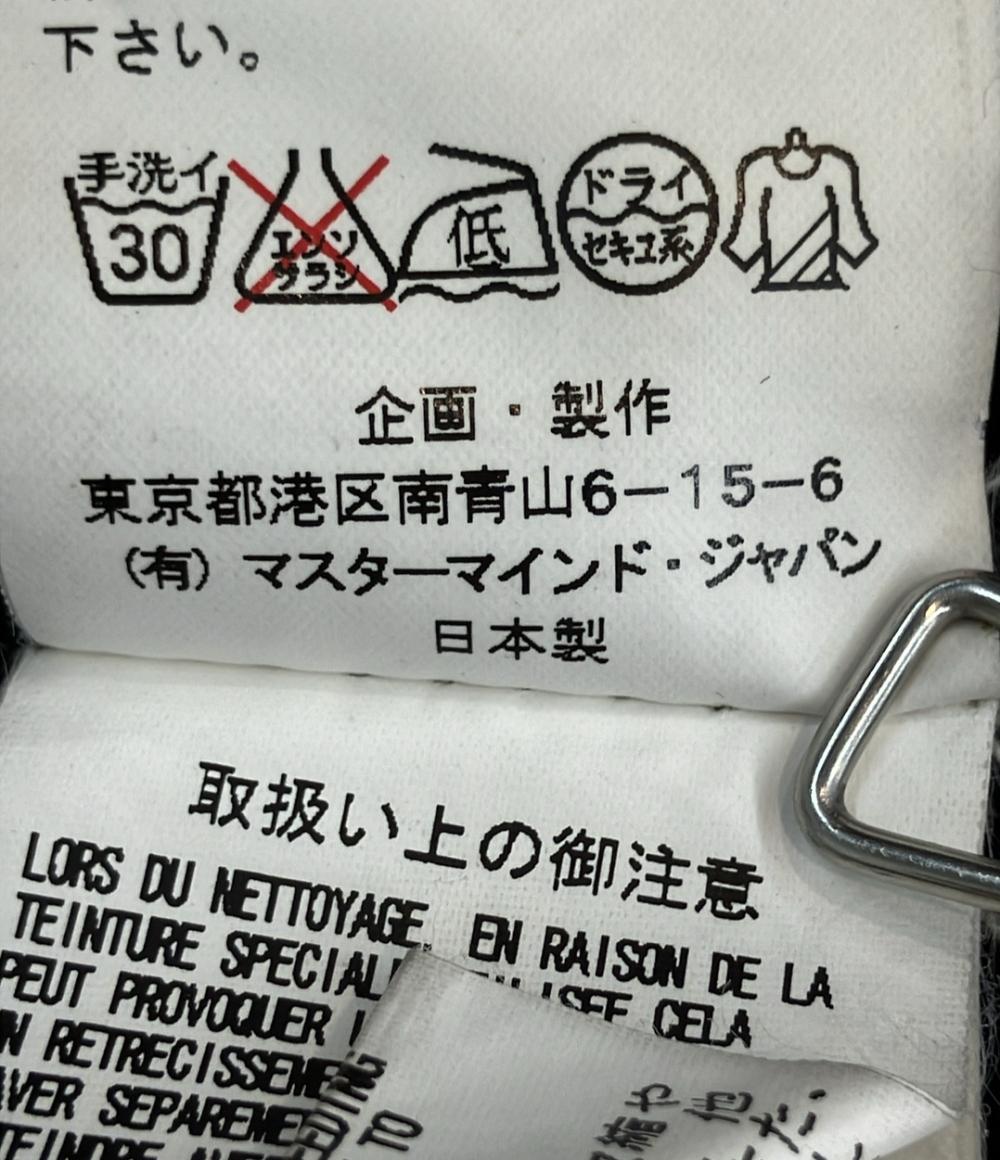 下さい。
手洗イ
30
エンソ
サラシ
低
ドライ
セキユ系
企画・製作
東京都港区南青山6-15-6
(有) マスターマインド・ジャパン
日本製
取扱い上の御注意
LORS DU NETTOYAGE, EN RAISON DE LA
TEINTURE SPECIALE CELA
PEUT PROVOQUER
RETRECISSEME
SEPAREME
TO